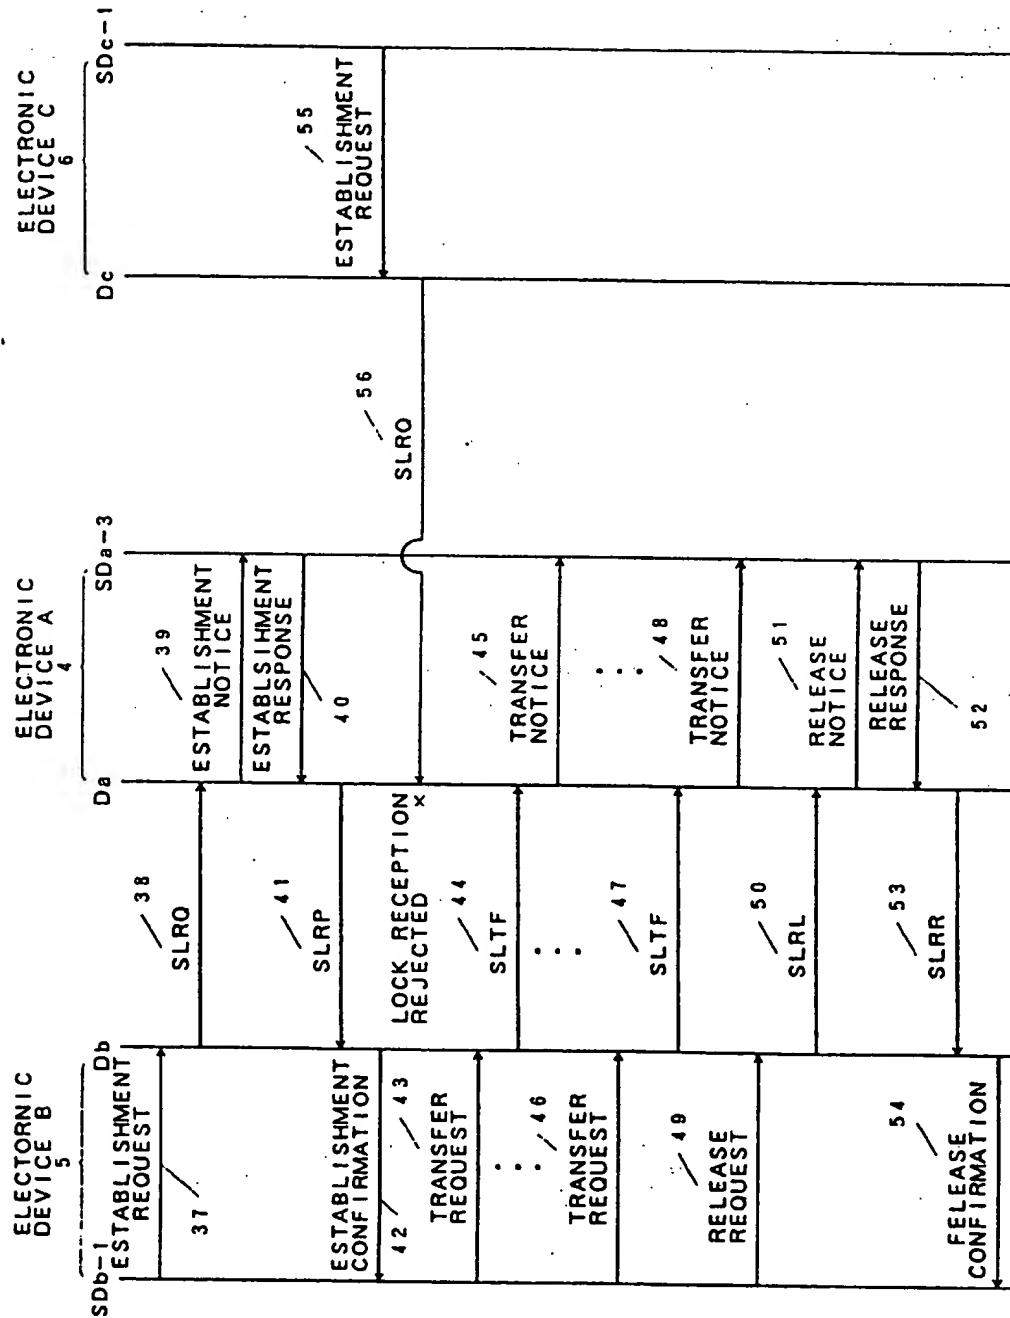 ELECTORNIC
DEVICE B
5
ELECTRONIC
DEVICE A
4
ELECTRONIC
DEVICE C
6
SDb-1
Db
Da
SDa-3
Dc
SDc-1
ESTABLISHMENT
REQUEST
37
38
SLRQ
39
ESTABLISHMENT
NOTICE
ESTABLSIHMENT
RESPONSE
40
41
SLRP
ESTABLISHMENT
CONFIRMATION
42
55
ESTABLISHMENT
REQUEST
56
SLRQ
LOCK RECEPTION
REJECTED
×
43
TRANSFER
REQUEST
44
SLTF
45
TRANSFER
NOTICE
...
...
...
46
TRANSFER
REQUEST
47
SLTF
48
TRANSFER
NOTICE
49
RELEASE
REQUEST
50
SLRL
51
RELEASE
NOTICE
RELEASE
RESPONSE
52
53
SLRR
54
FELEASE
CONFIRMATION